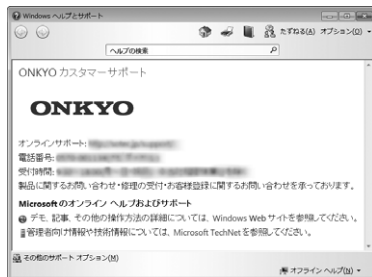 Windows ヘルプとサポート
たずねる(A) オプション(O)
ヘルプの検索
ONKYO カスタマーサポート
ONKYO
オンラインサポート:
電話番号:
受付時間:
製品に関するお問い合わせ・修理の受付・お客様登録に関するお問い合わせを承っております。
Microsoft のオンライン ヘルプおよびサポート
デモ、記事、その他の操作方法の詳細については、Windows Web サイトを参照してください。
管理者向け情報や技術情報については、Microsoft TechNet を参照してください。
その他のサポート オプション(M)
オフライン ヘルプ(N)